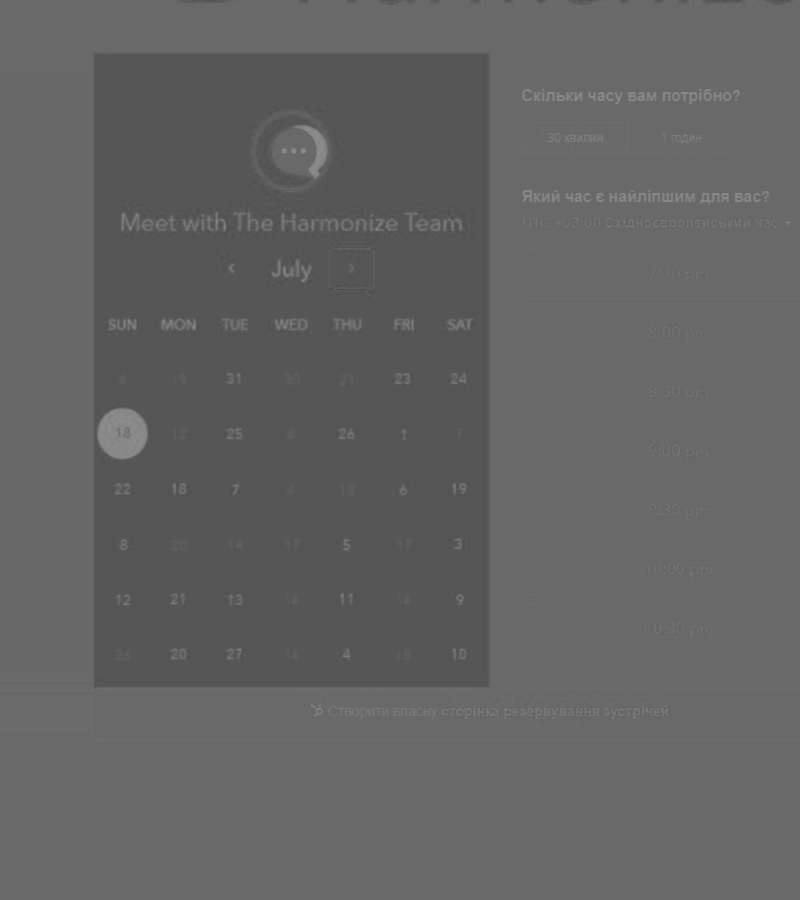 Meet with The Harmonize Team
July
SUN MON TUE WED THU FRI SAT
6 19 31 30 21 23 24
18 12 25 8 26 1
22 18 7 4 18 6 19
8 20 14 17 5 17 3
12 21 13 16 11 16 9
26 20 27 16 4 18 10
Скільки часу вам потрібно?
30 хвилин. 1 годин
Який час є найліпшим для вас?
UTC +03:00 Східноєвропейський час
7:30 pm
8:00 pm
8:30 pm
9:00 pm
9:30 pm
10:00 pm
10:30 pm
Створити власну сторінка резервування зустрічей